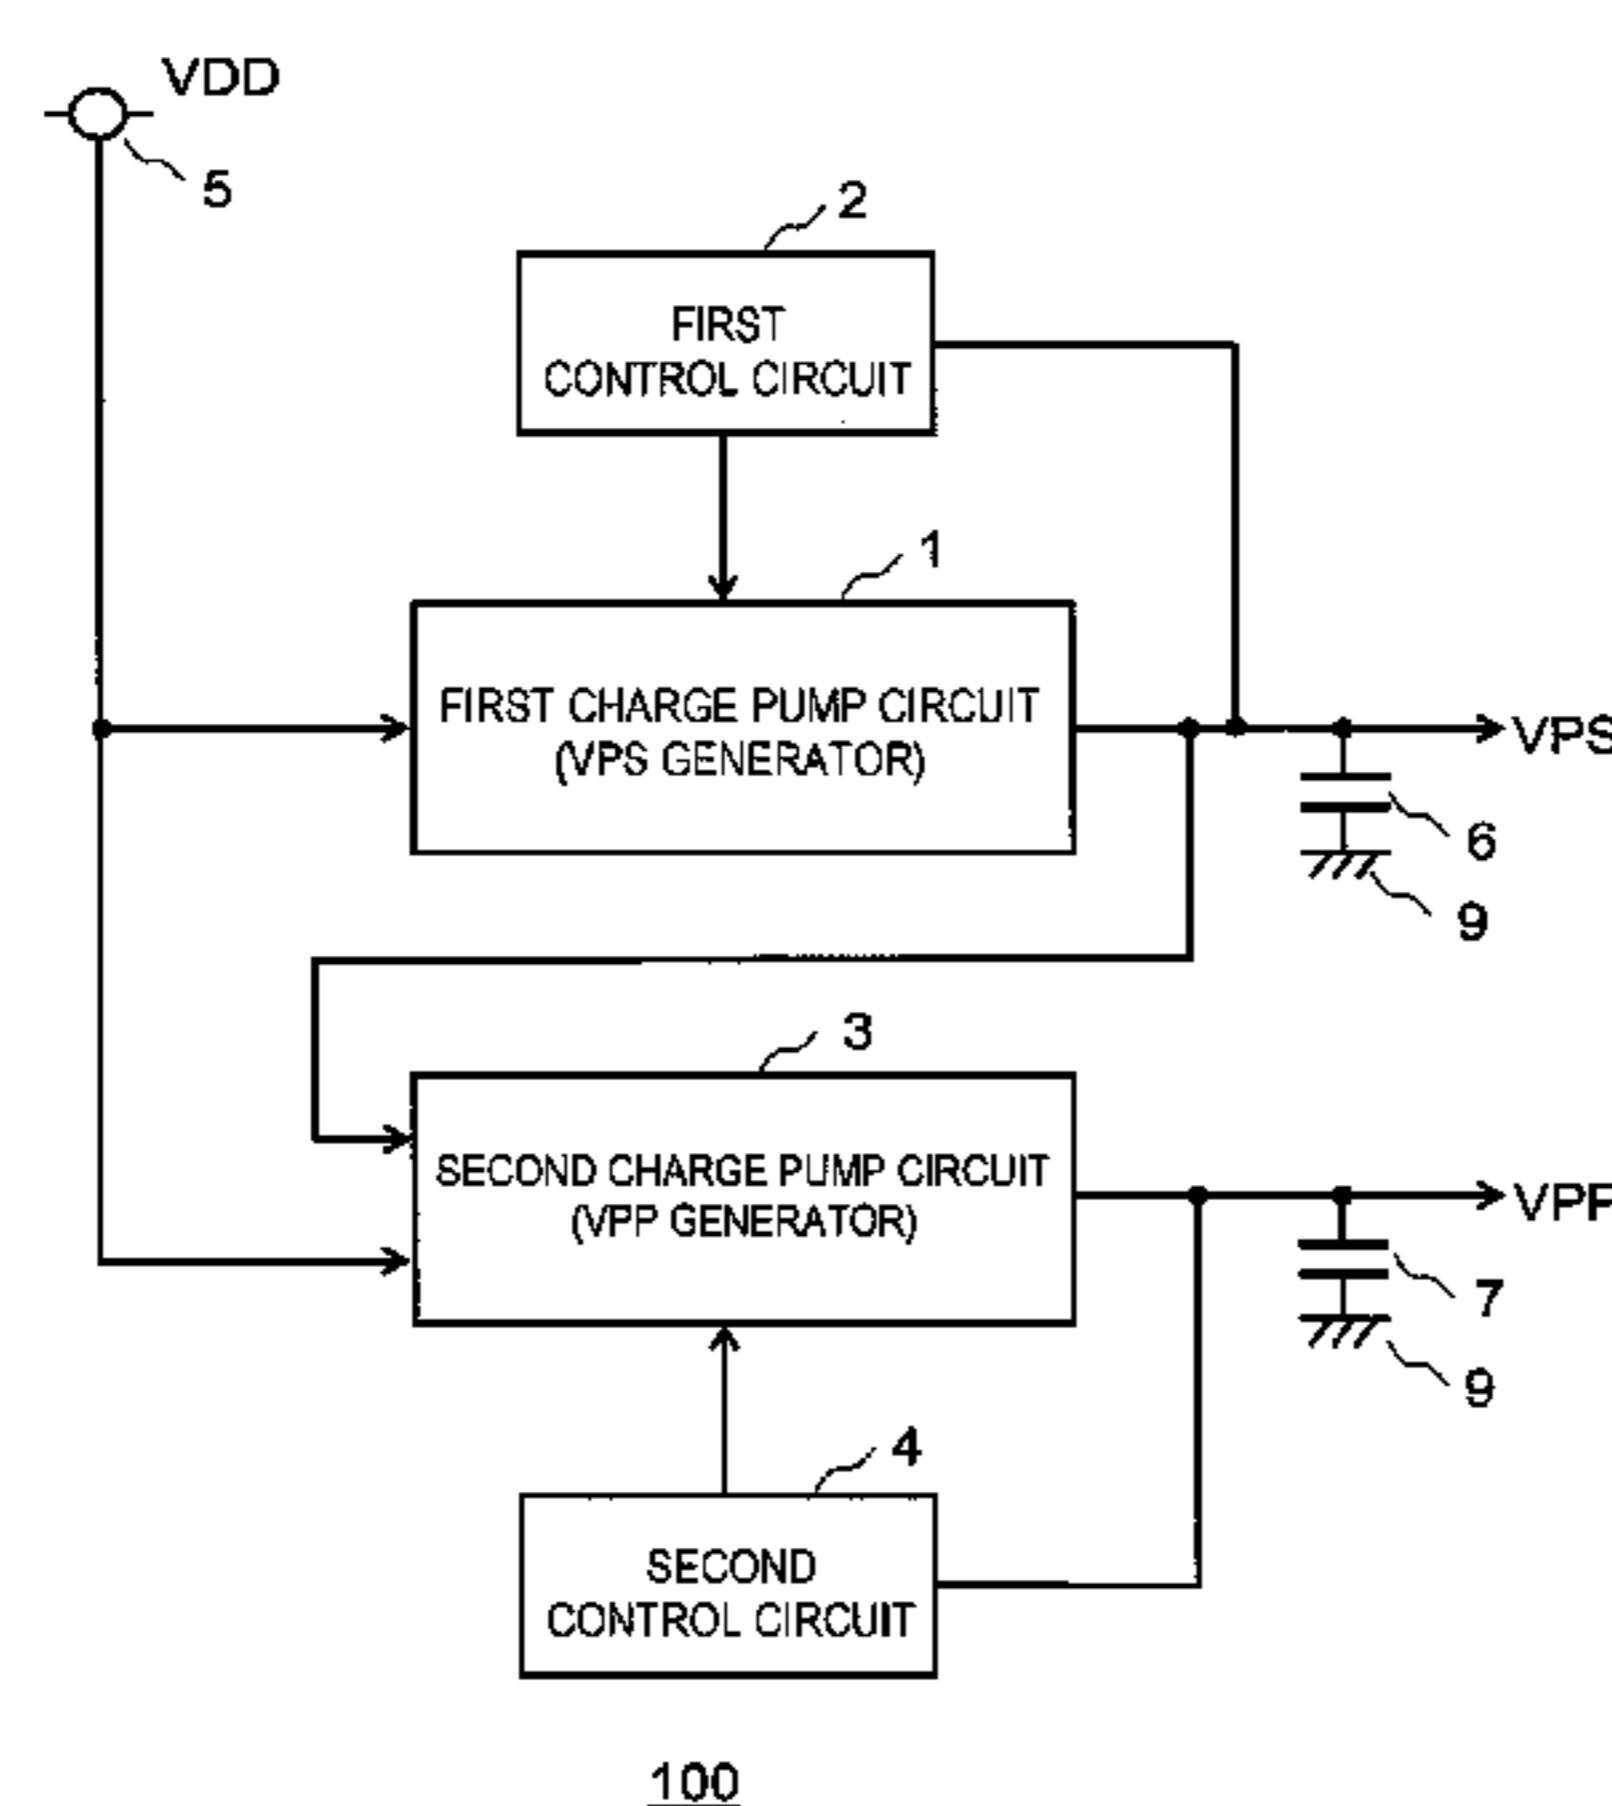 VDD
5
2
FIRST
CONTROL CIRCUIT
1
FIRST CHARGE PUMP CIRCUIT
(VPS GENERATOR)
VPS
6
9
3
SECOND CHARGE PUMP CIRCUIT
(VPP GENERATOR)
VPP
7
9
4
SECOND
CONTROL CIRCUIT
100